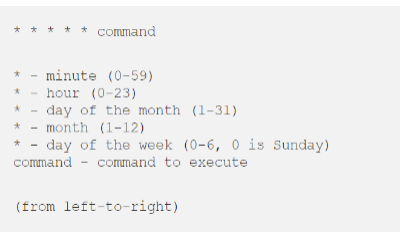 * * * * * command
* - minute (0-59)
* - hour (0-23)
* - day of the month (1-31)
* - month (1-12)
* - day of the week (0-6, 0 is Sunday)
command - command to execute
(from left-to-right)